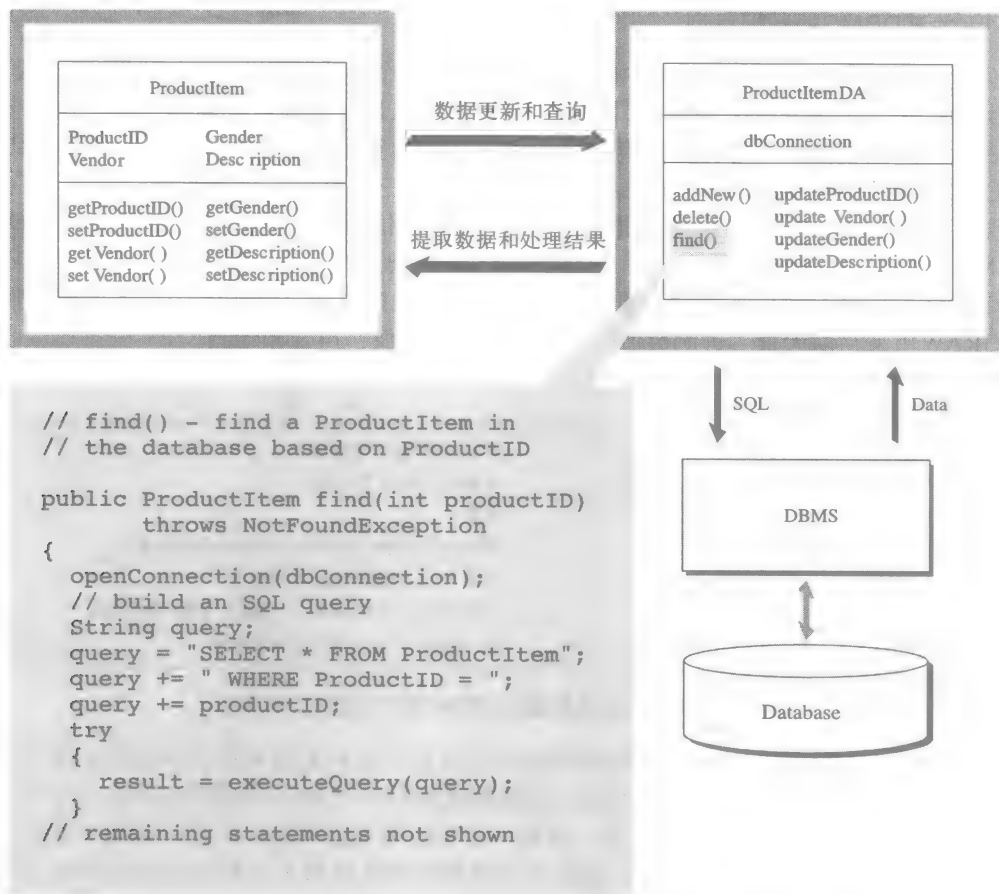 ProductItem
ProductID Gender
Vendor Desc ription
getProductID() getGender()
setProductID() setGender()
get Vendor( ) getDescription()
set Vendor( ) setDescription()
数据更新和查询
提取数据和处理结果
ProductItemDA
dbConnection
addNew() updateProductID()
delete() update Vendor( )
find() updateGender()
updateDescription()
SQL
Data
DBMS
Database
// find() - find a ProductItem in
// the database based on ProductID
public ProductItem find(int productID)
throws NotFoundException
{
openConnection(dbConnection);
// build an SQL query
String query;
query = "SELECT * FROM ProductItem";
query += " WHERE ProductID = ";
query += productID;
try
{
result = executeQuery(query);
}
// remaining statements not shown